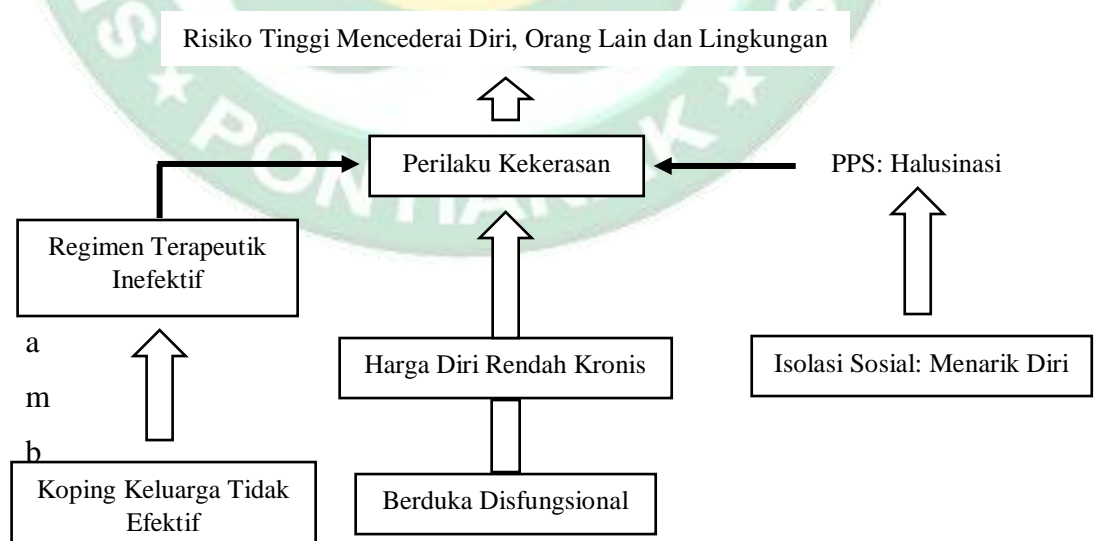 Risiko Tinggi Mencederai Diri, Orang Lain dan Lingkungan
PONTIANAK
Perilaku Kekerasan
PPS: Halusinasi
Regimen Terapeutik
Inefektif
a
m
b
Harga Diri Rendah Kronis
Isolasi Sosial: Menarik Diri
Koping Keluarga Tidak
Efektif
Berduka Disfungsional